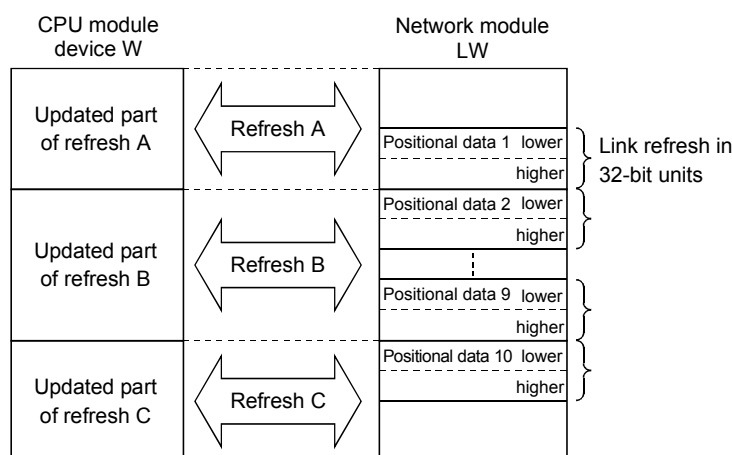 CPU module
device W
Network module
LW
Updated part
of refresh A
Refresh A
Positional data 1 lower
higher
Link refresh in
32-bit units
Positional data 2 lower
higher
Updated part
of refresh B
Refresh B
Positional data 9 lower
higher
Positional data 10 lower
higher
Updated part
of refresh C
Refresh C